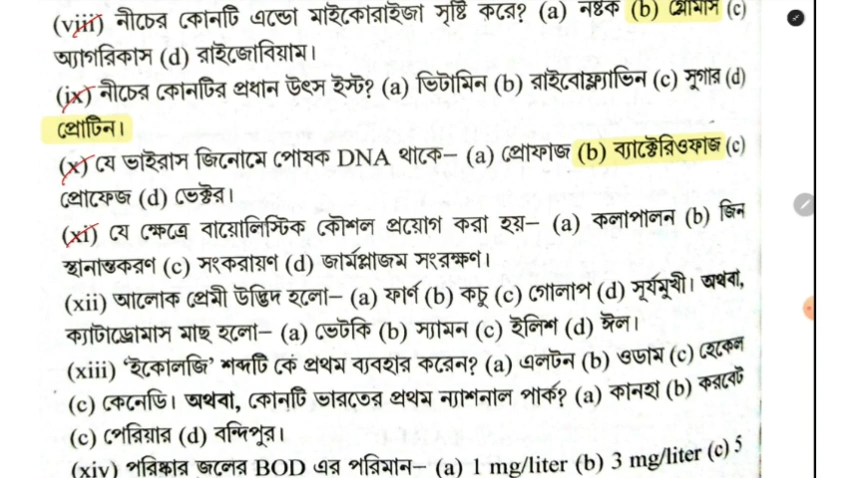 (viii) নীচের কোনটি এন্ডো মাইকোরাইজা সৃষ্টি করে? (a) নষ্টক (b) গ্লোমাস (c)
অ্যাগরিকাস (d) রাইজোবিয়াম।
(ix) নীচের কোনটির প্রধান উৎস ইস্ট? (a) ভিটামিন (b) রাইবোফ্ল্যাভিন (c) সুগার (d)
প্রোটিন।
(x) যে ভাইরাস জিনোমে পোষক DNA থাকে– (a) প্রোফাজ (b) ব্যাক্টেরিওফাজ (c)
প্রোফেজ (d) ভেক্টর।
(xi) যে ক্ষেত্রে বায়োলিস্টিক কৌশল প্রয়োগ করা হয়– (a) কলাপালন (b) জিন
স্থানান্তকরণ (c) সংকরায়ণ (d) জার্মপ্লাজম সংরক্ষণ।
(xii) আলোক প্রেমী উদ্ভিদ হলো– (a) ফার্ণ (b) কচু (c) গোলাপ (d) সূর্যমুখী। অথবা,
ক্যাটাড্রোমাস মাছ হলো– (a) ভেটকি (b) স্যামন (c) ইলিশ (d) ঈল।
(xiii) ‘ইকোলজি’ শব্দটি কে প্রথম ব্যবহার করেন? (a) এলটন (b) ওডাম (c) হেকেল
(c) কেনেডি। অথবা, কোনটি ভারতের প্রথম ন্যাশনাল পার্ক? (a) কানহা (b) করবেট
(c) পেরিয়ার (d) বন্দিপুর।
(xiv) পরিষ্কার জলের BOD এর পরিমান– (a) 1 mg/liter (b) 3 mg/liter (c) 5